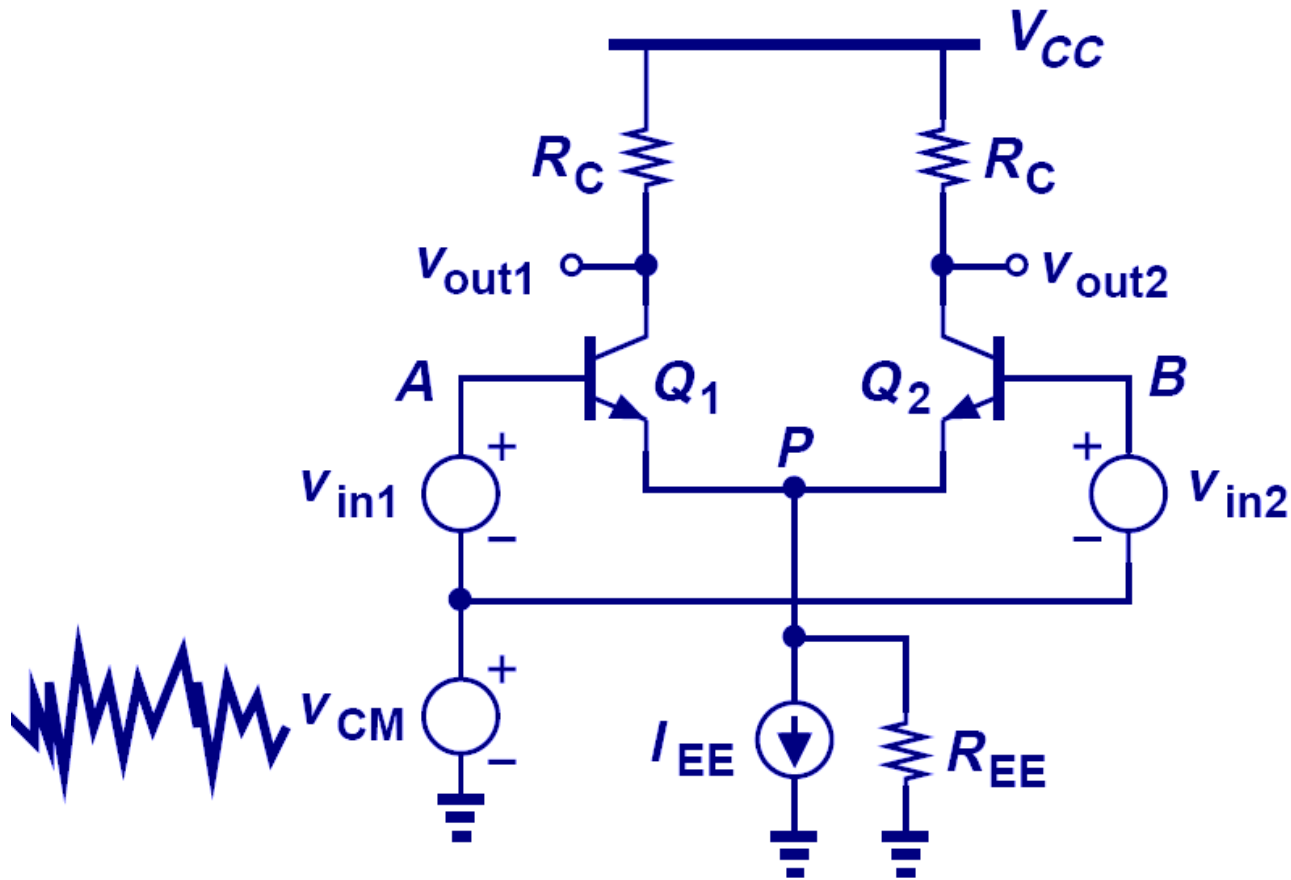 VCC
RC
RC
vout1
vout2
A
Q1
Q2
B
P
+
+
vin1
vin2
−
−
+
vCM
IEE
REE
−